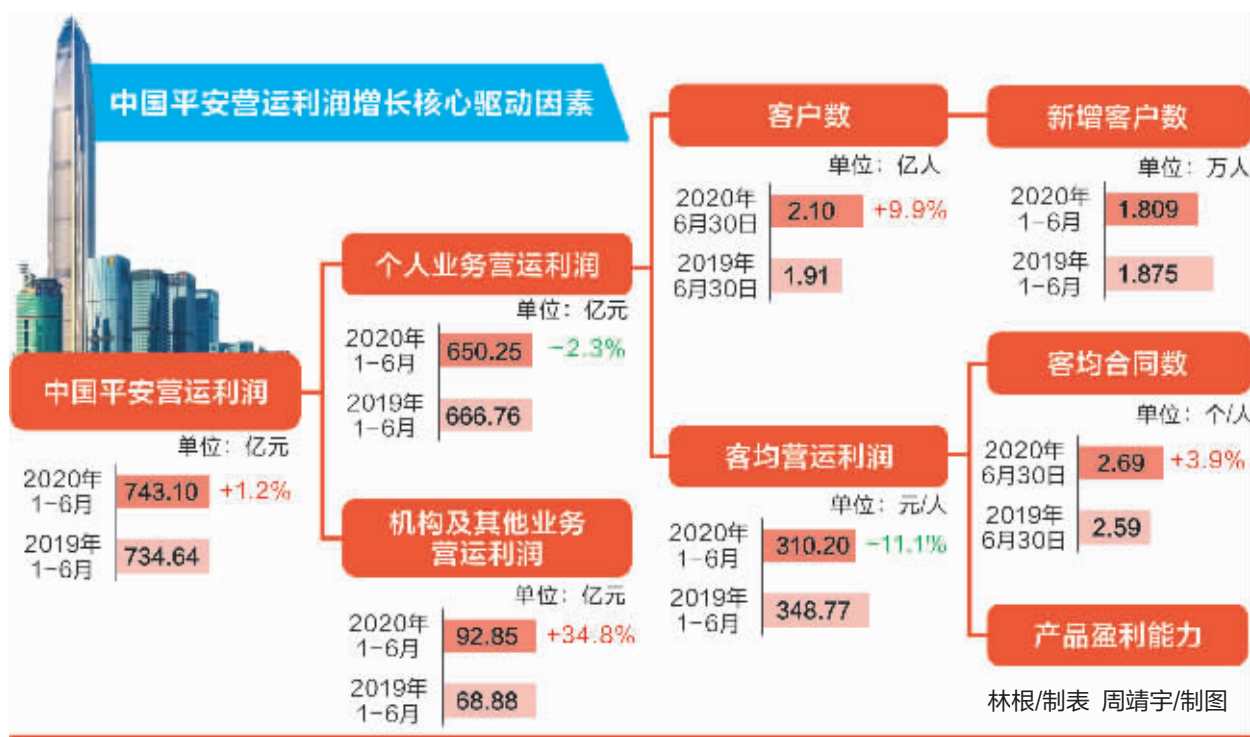 中国平安营运利润增长核心驱动因素
中国平安营运利润
单位：亿元
2020年
1-6月
743.10 +1.2%
2019年
1-6月
734.64
个人业务营运利润
单位：亿元
2020年
1-6月
650.25 -2.3%
2019年
1-6月
666.76
机构及其他业务
营运利润
单位：亿元
2020年
1-6月
92.85 +34.8%
2019年
1-6月
68.88
客户数
单位：亿人
2020年
6月30日
2.10 +9.9%
2019年
6月30日
1.91
客均营运利润
单位：元/人
2020年
1-6月
310.20 -11.1%
2019年
1-6月
348.77
新增客户数
单位：万人
2020年
1-6月
1.809
2019年
1-6月
1.875
客均合同数
单位：个/人
2020年
6月30日
2.69 +3.9%
2019年
6月30日
2.59
产品盈利能力
林根/制表 周靖宇/制图